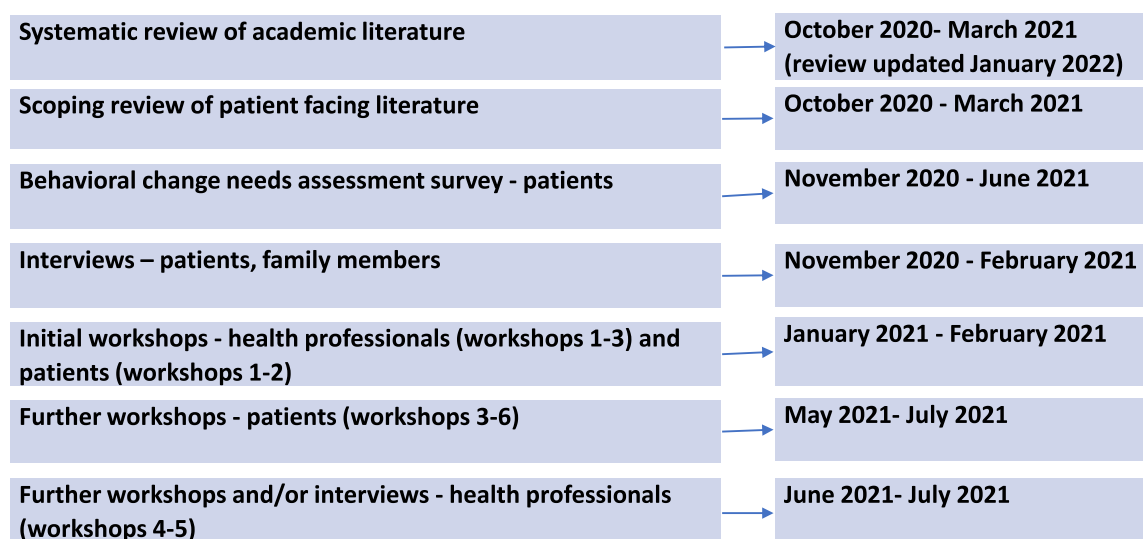 Systematic review of academic literature
October 2020- March 2021
(review updated January 2022)
Scoping review of patient facing literature
October 2020 - March 2021
Behavioral change needs assessment survey - patients
November 2020 - June 2021
Interviews – patients, family members
November 2020 - February 2021
Initial workshops - health professionals (workshops 1-3) and
patients (workshops 1-2)
January 2021 - February 2021
Further workshops - patients (workshops 3-6)
May 2021- July 2021
Further workshops and/or interviews - health professionals
(workshops 4-5)
June 2021- July 2021